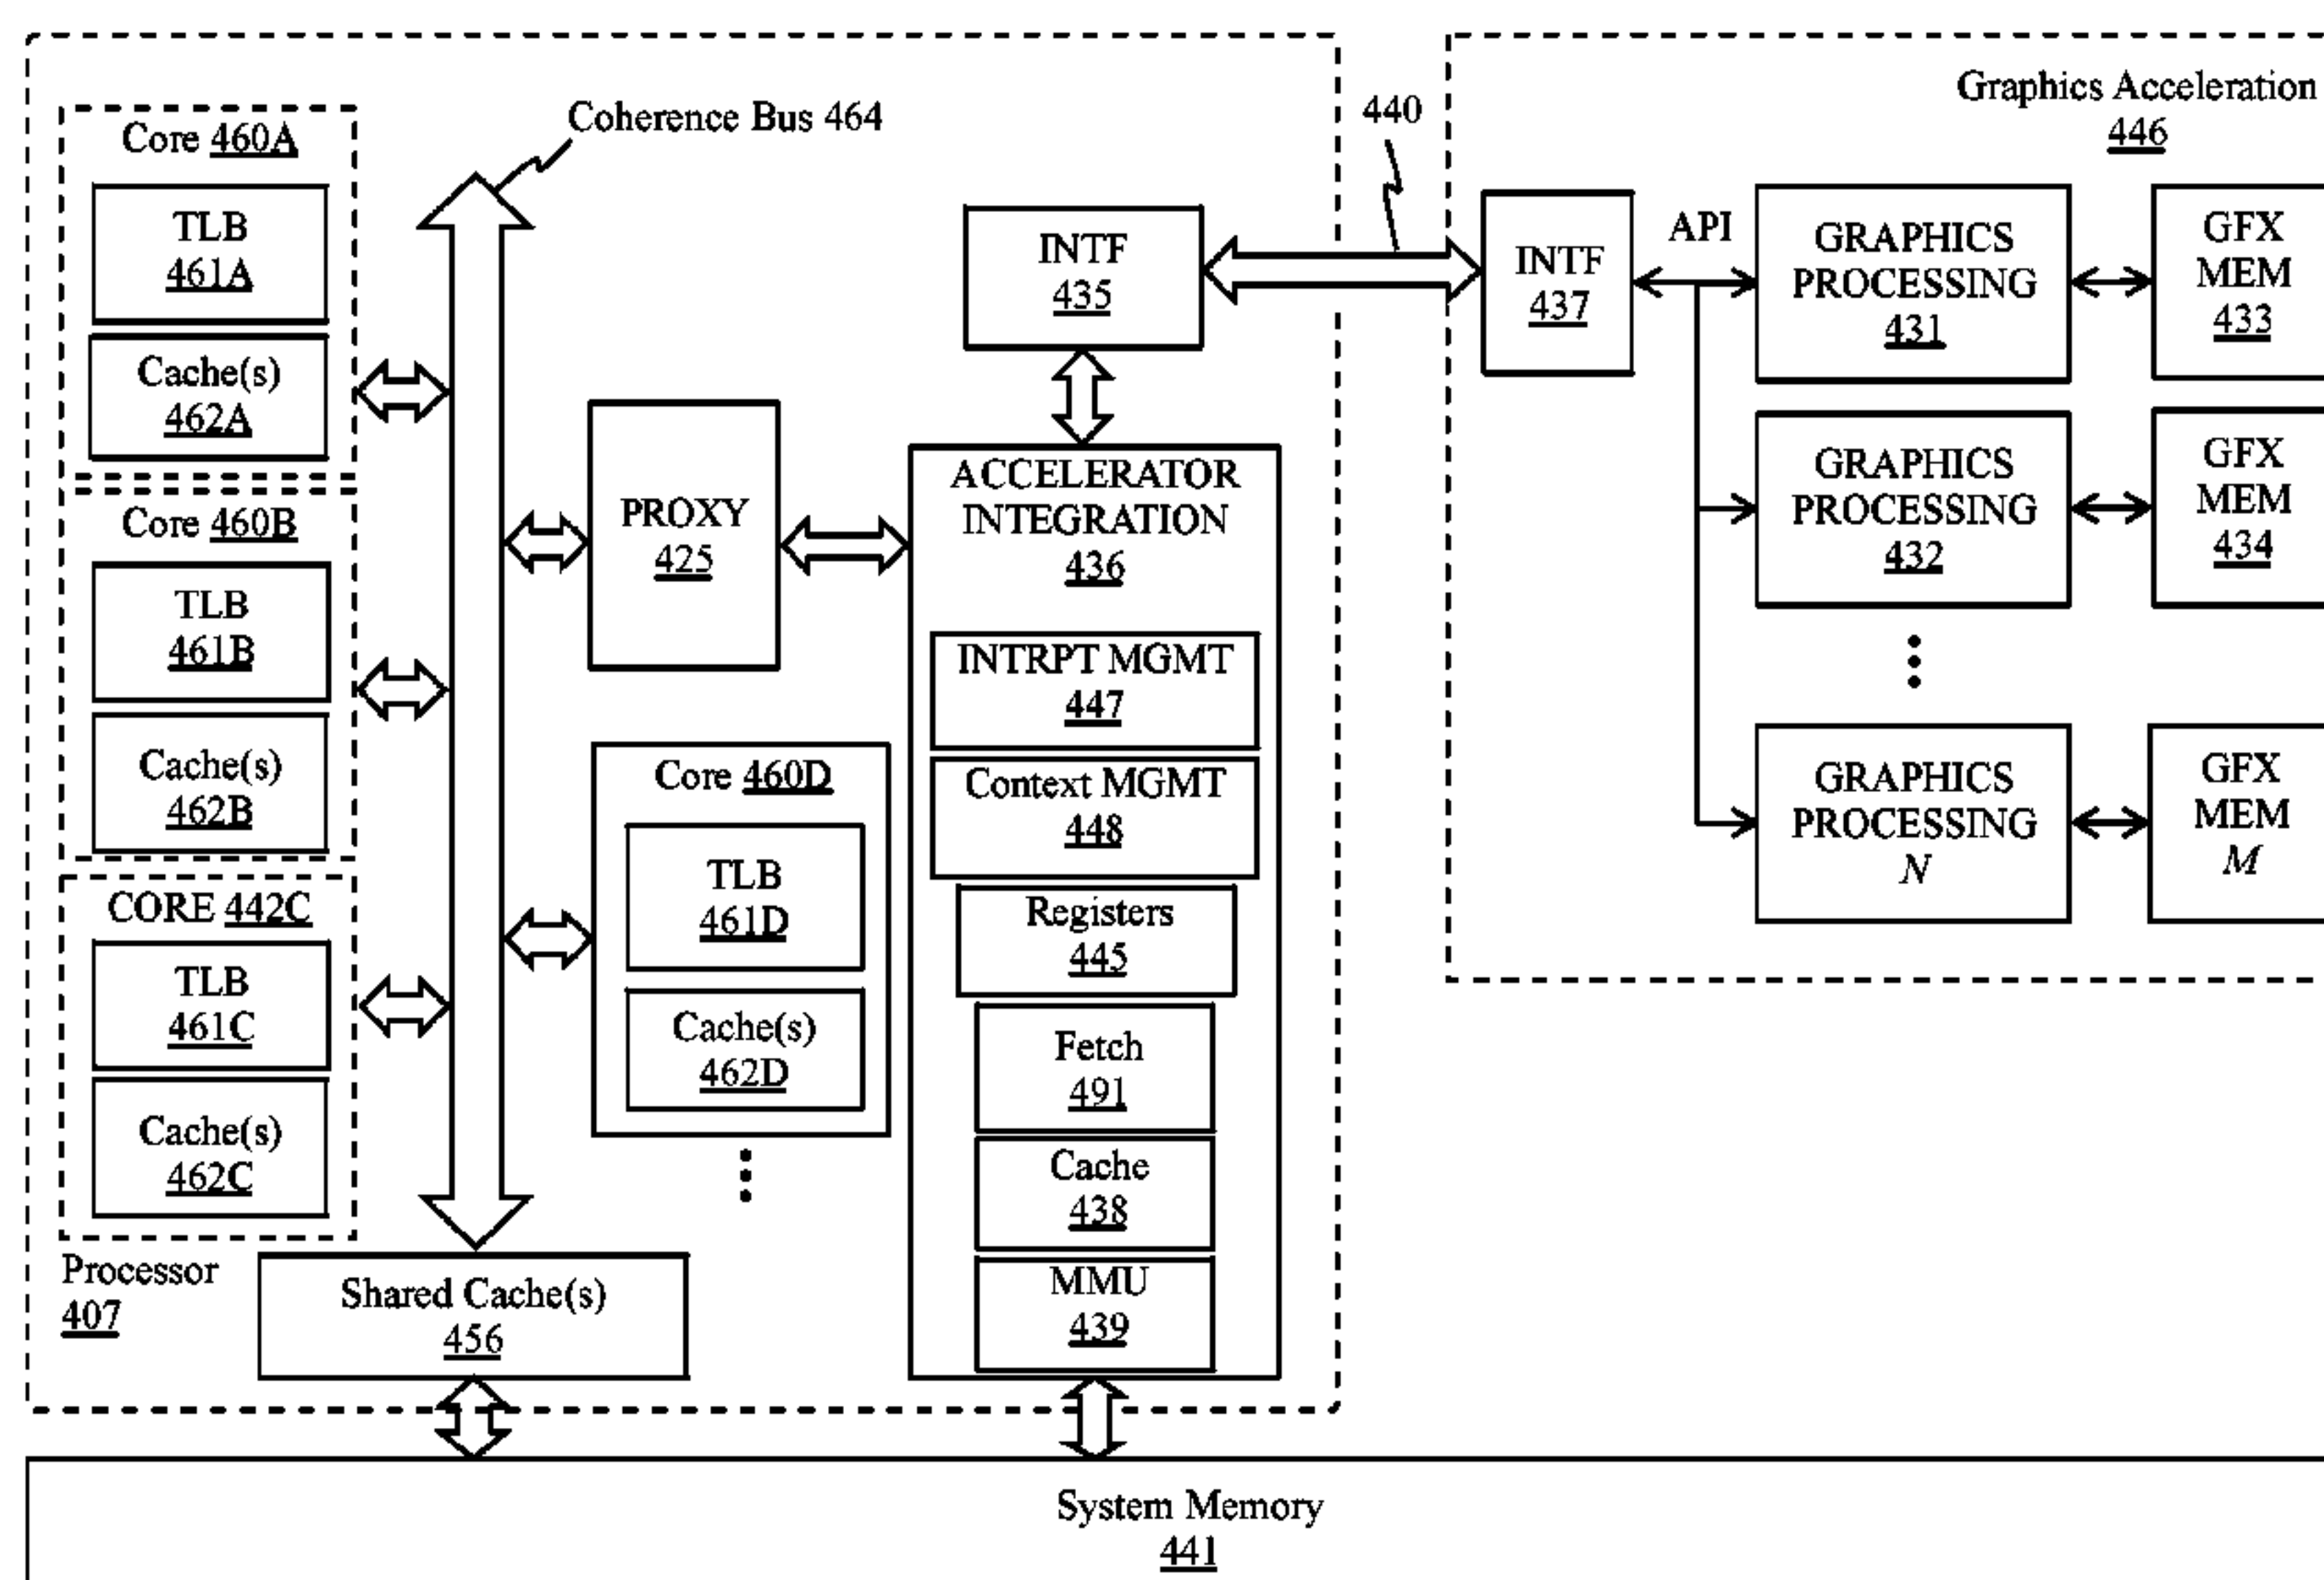 Core 460A
TLB
461A
Cache(s)
462A
Core 460B
TLB
461B
Cache(s)
462B
CORE 442C
TLB
461C
Cache(s)
462C
Processor
407
Coherence Bus 464
PROXY
425
Core 460D
TLB
461D
Cache(s)
462D
Shared Cache(s)
456
INTF
435
ACCELERATOR
INTEGRATION
436
INTRPT MGMT
447
Context MGMT
448
Registers
445
Fetch
491
Cache
438
MMU
439
440
Graphics Acceleration
446
INTF
437
API
GRAPHICS
PROCESSING
431
GFX
MEM
433
GRAPHICS
PROCESSING
432
GFX
MEM
434
GRAPHICS
PROCESSING
N
GFX
MEM
M
System Memory
441